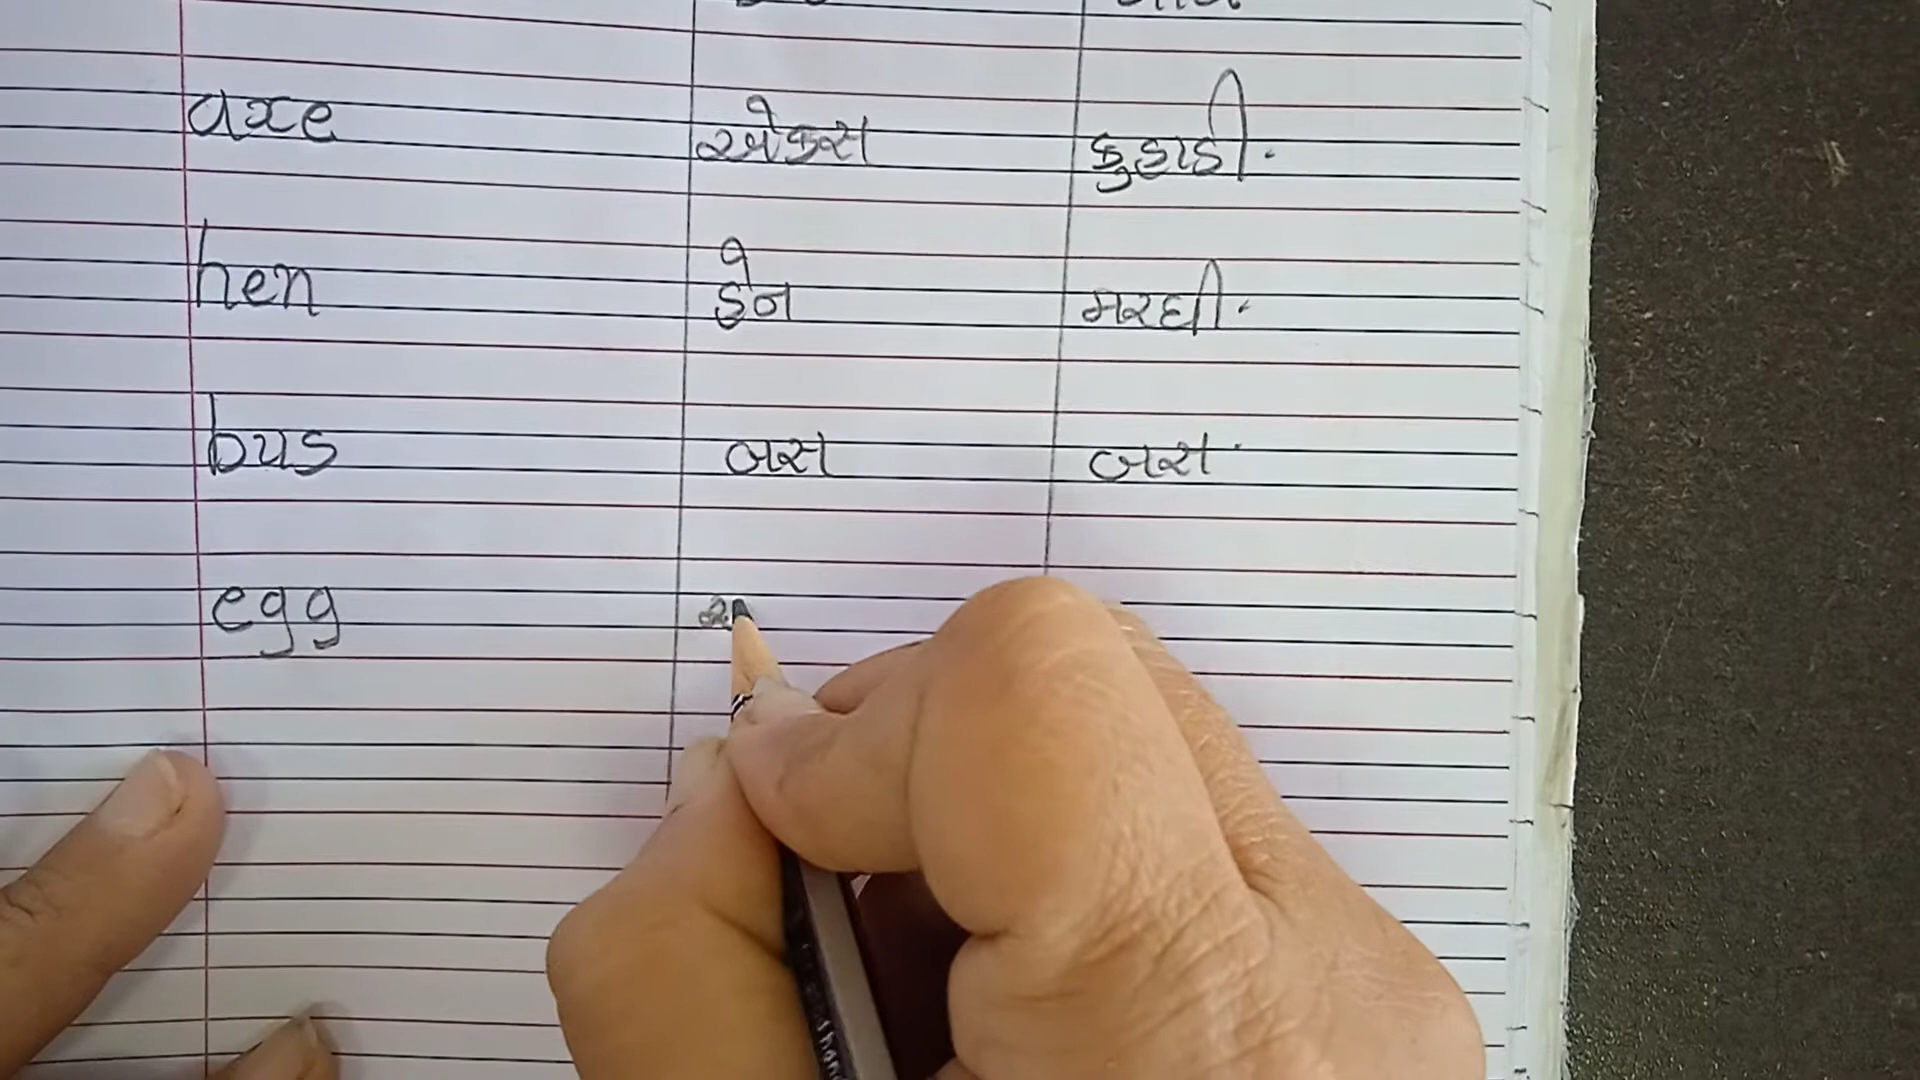 axe એક્સ કુહાડી.
hen હેન મરઘી.
bus બસ બસ.
egg